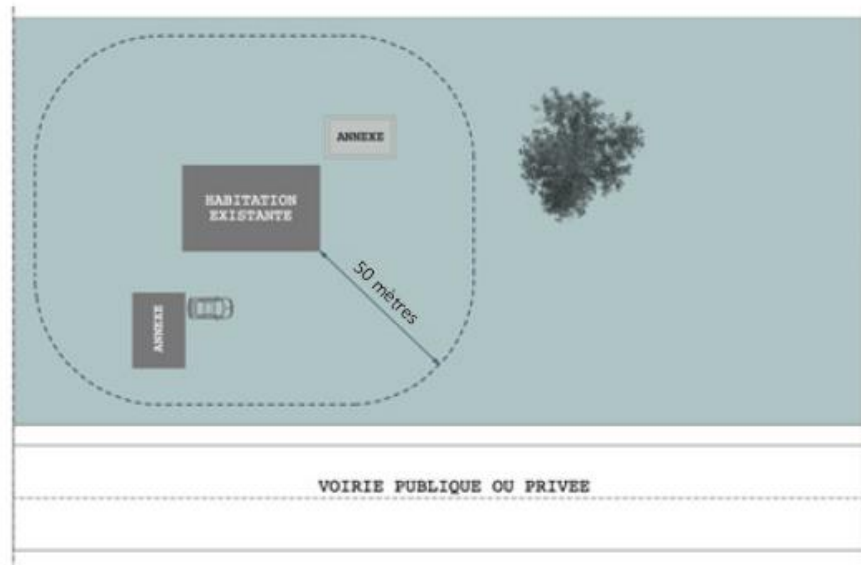 ANNEXE
HABITATION
EXISTANTE
50 mètres
ANNEXE
VOIRIE PUBLIQUE OU PRIVEE